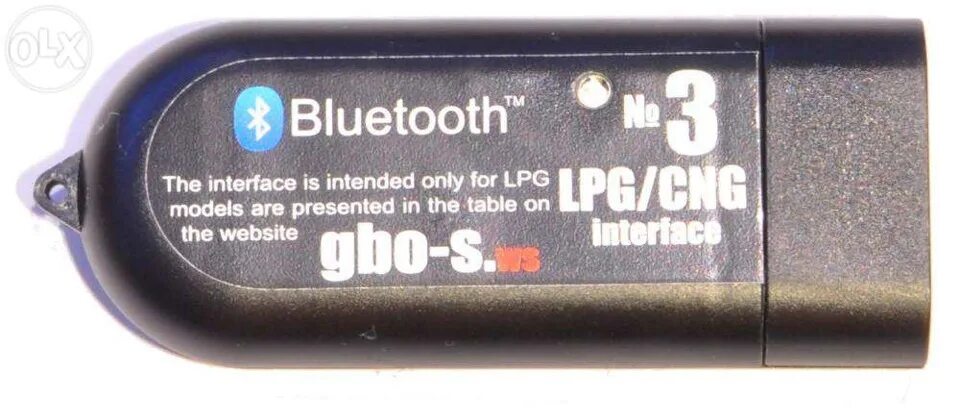 OLX
Bluetooth™
№3
The interface is intended only for LPG
models are presented in the table on
the website
gbo-s.ws
LPG/CNG
interface